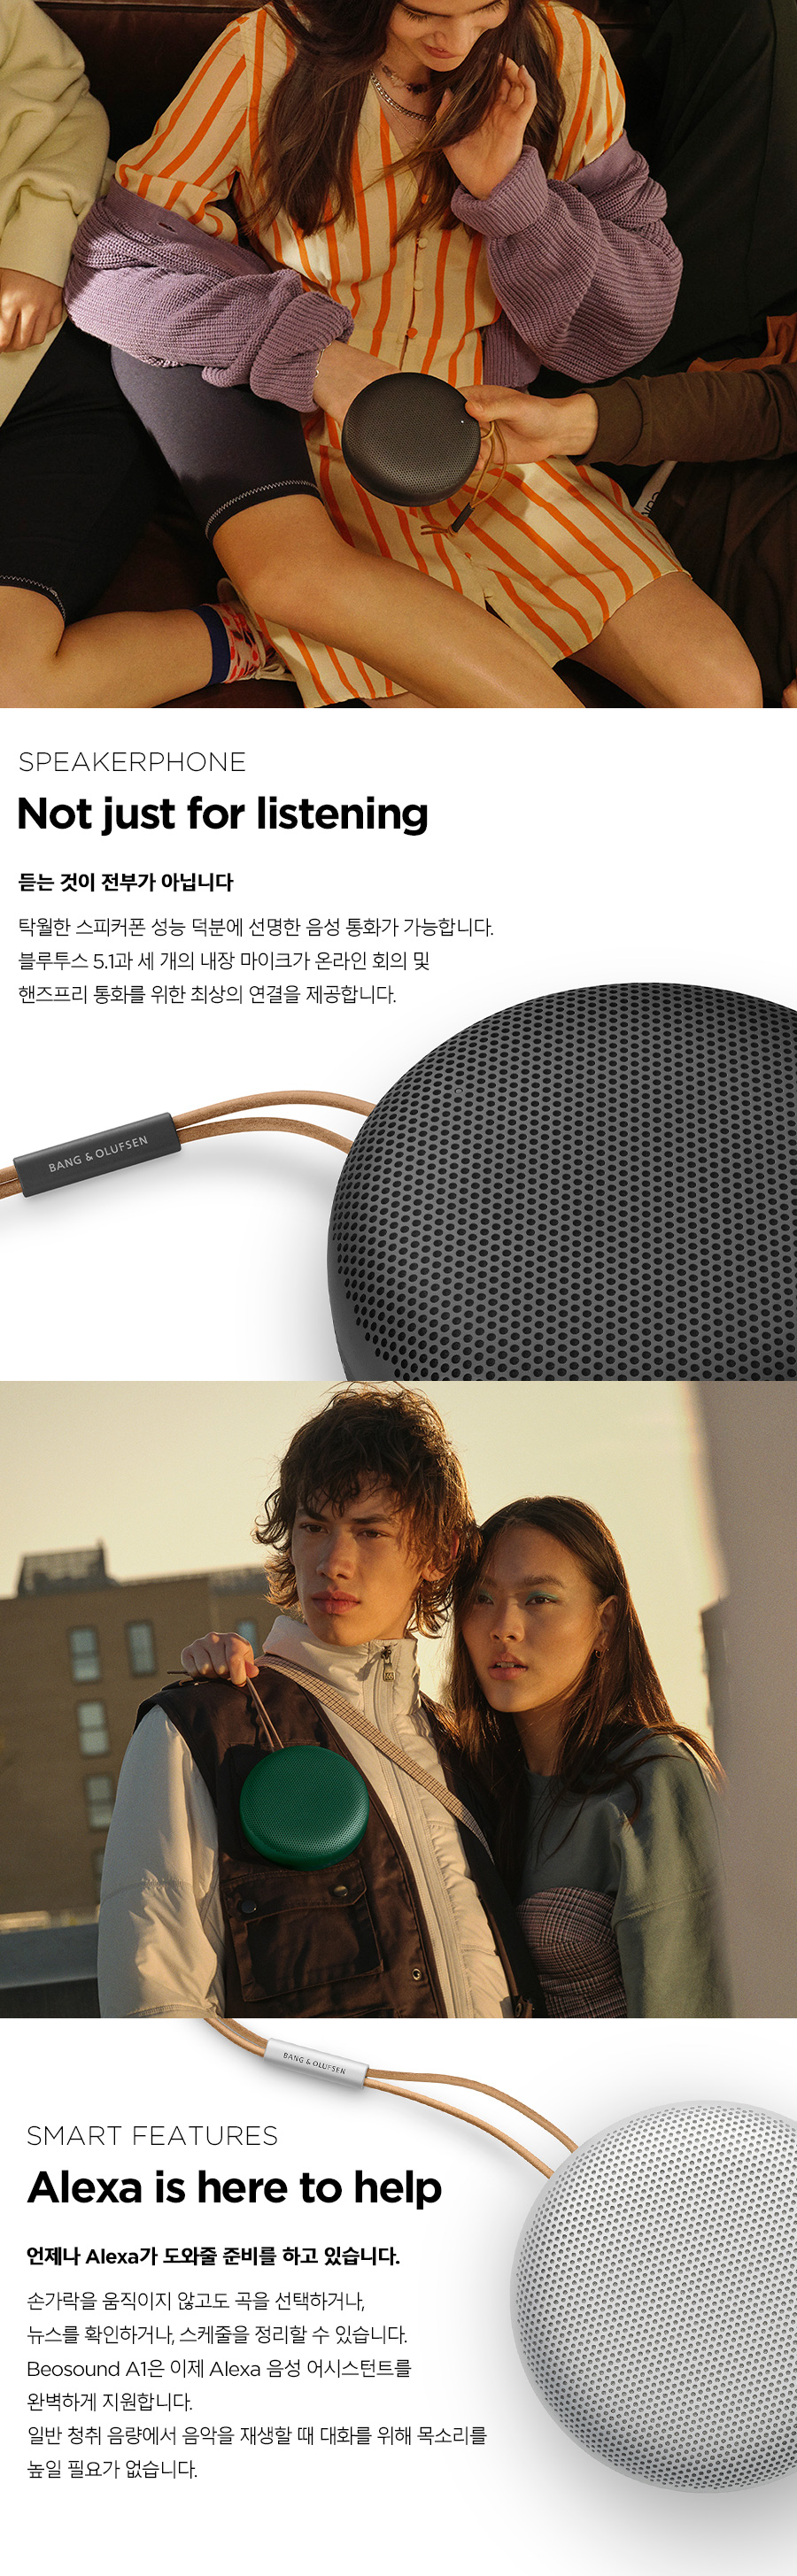 SPEAKERPHONE
Not just for listening
듣는 것이 전부가 아닙니다
탁월한 스피커폰 성능 덕분에 선명한 음성 통화가 가능합니다.
블루투스 5.1과 세 개의 내장 마이크가 온라인 회의 및
핸즈프리 통화를 위한 최상의 연결을 제공합니다.
BANG & OLUFSEN
BANG & OLUFSEN
SMART FEATURES
Alexa is here to help
언제나 Alexa가 도와줄 준비를 하고 있습니다.
손가락을 움직이지 않고도 곡을 선택하거나,
뉴스를 확인하거나, 스케줄을 정리할 수 있습니다.
Beosound A1은 이제 Alexa 음성 어시스턴트를
완벽하게 지원합니다.
일반 청취 음량에서 음악을 재생할 때 대화를 위해 목소리를
높일 필요가 없습니다.